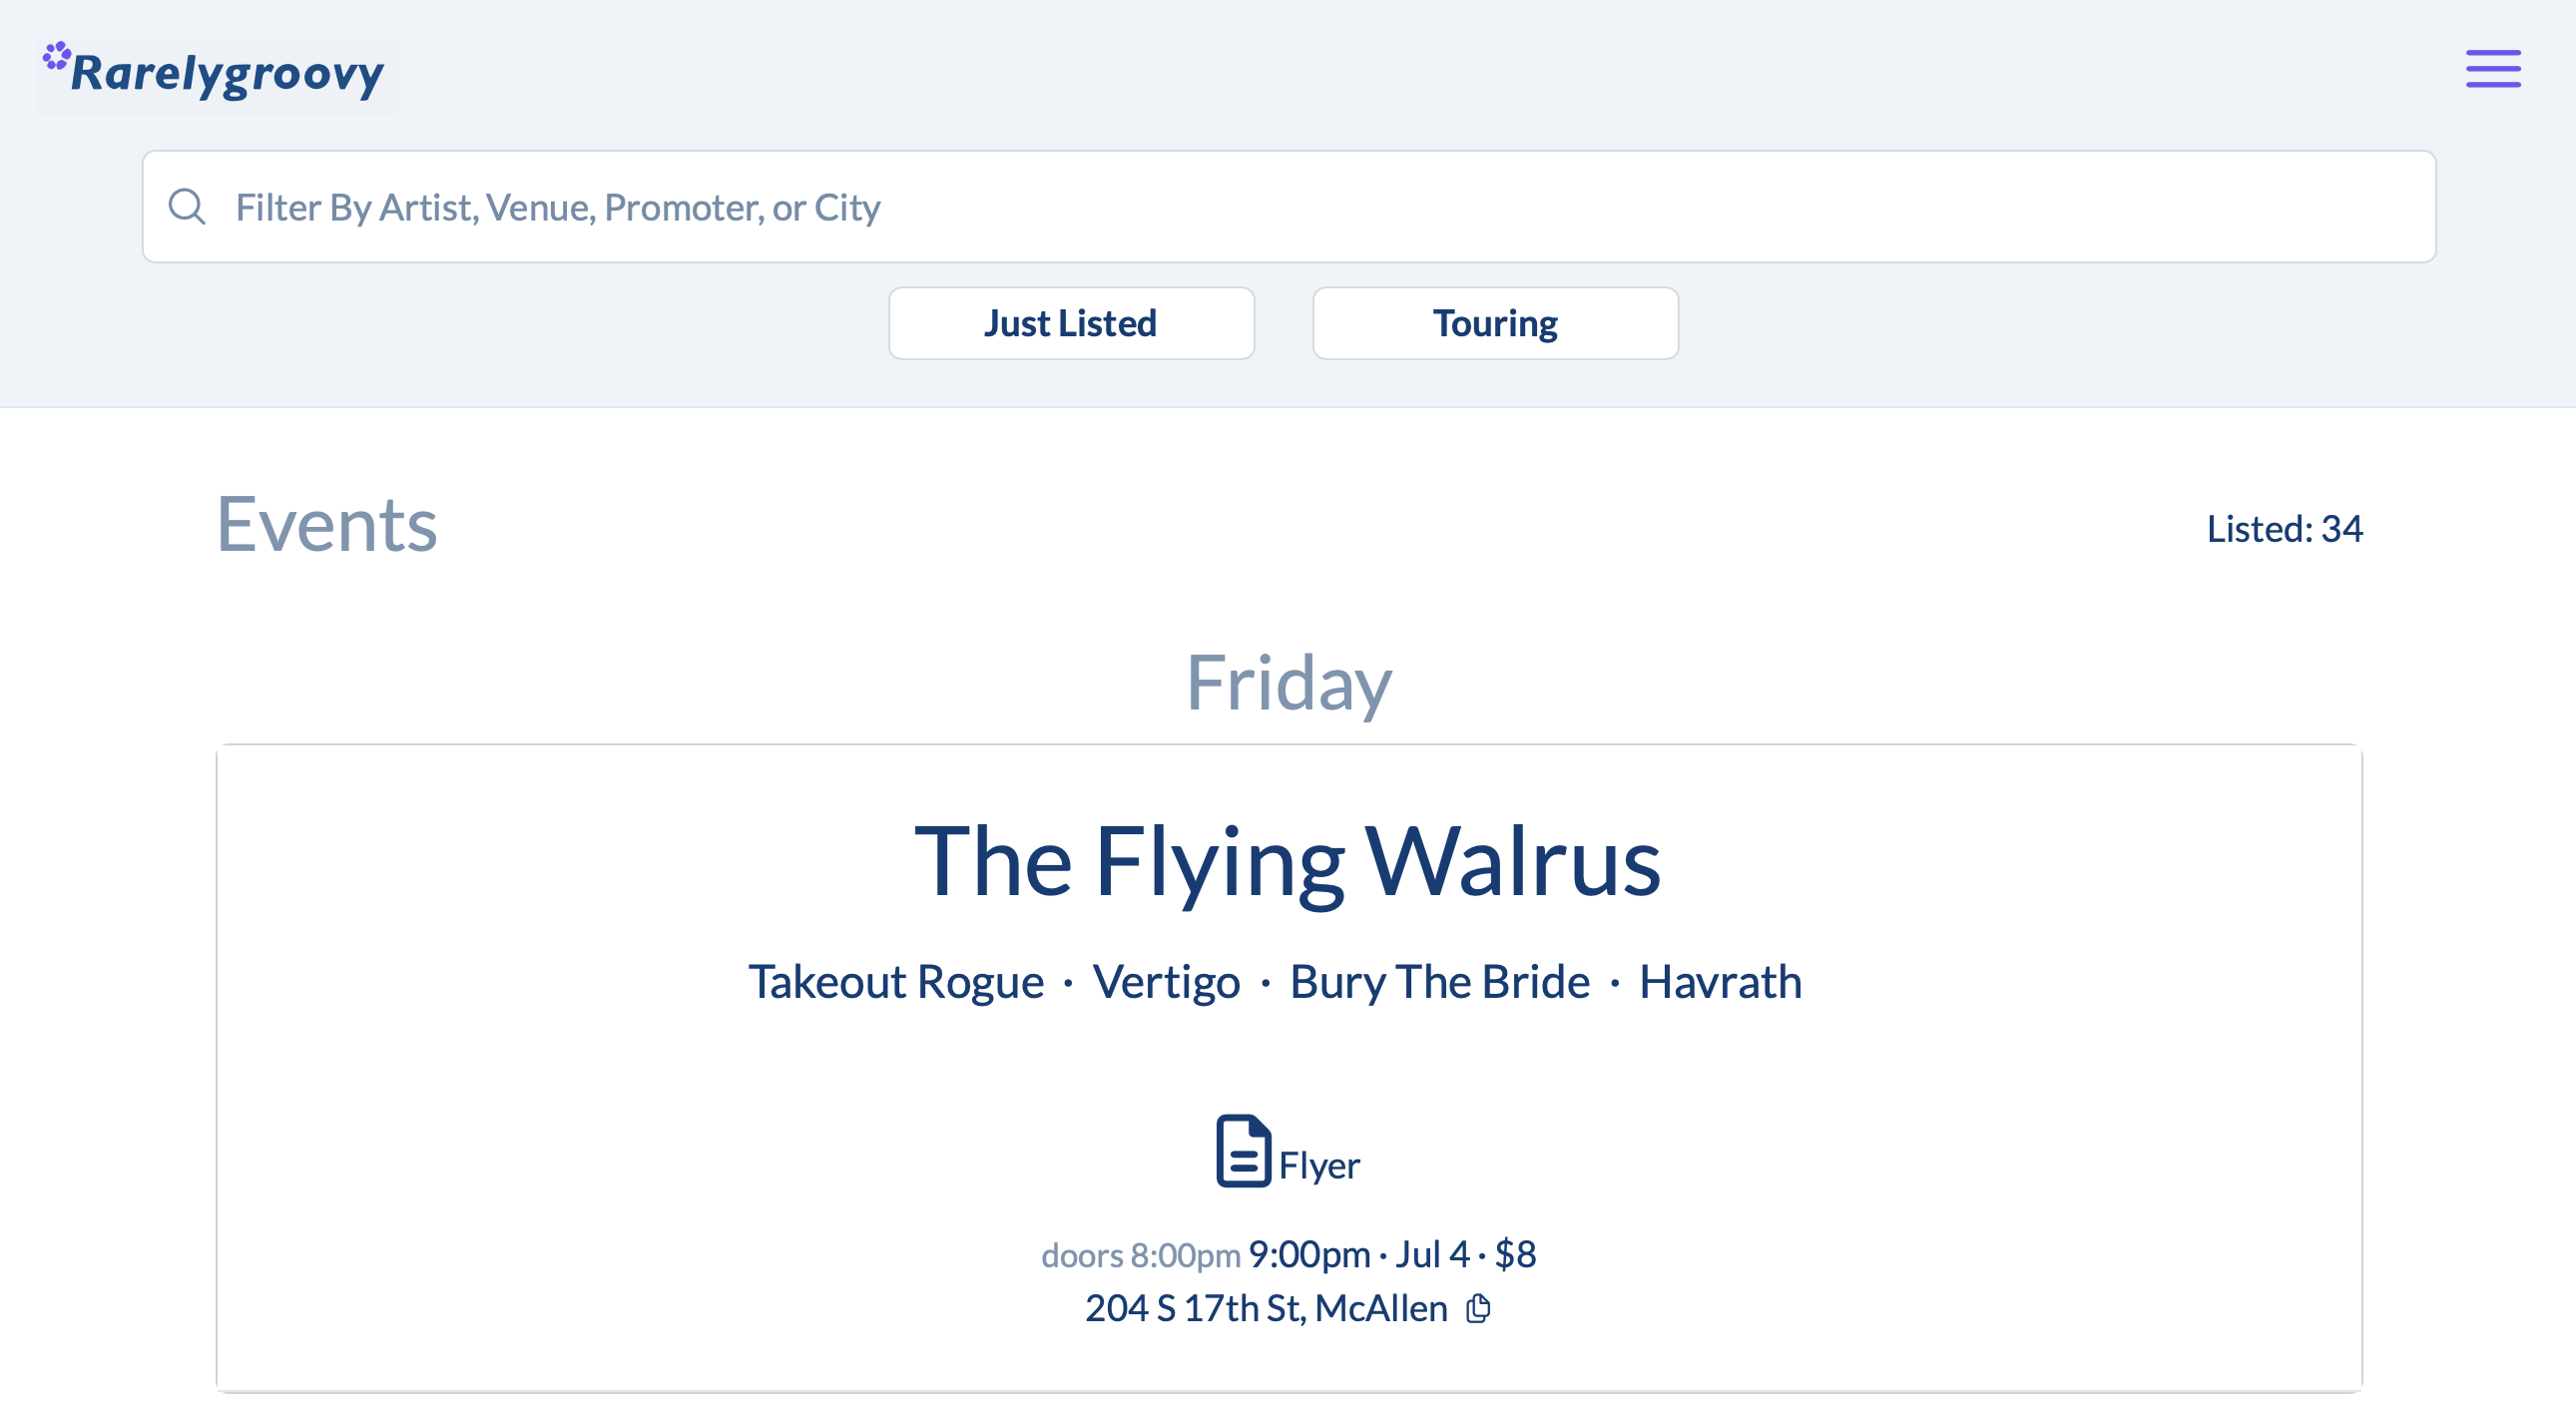 Rarelygroovy
Filter By Artist, Venue, Promoter, or City
Just Listed
Touring
Events
Listed: 34
Friday
The Flying Walrus
Takeout Rogue · Vertigo · Bury The Bride · Havrath
Flyer
doors 8:00pm 9:00pm · Jul 4 · $8
204 S 17th St, McAllen